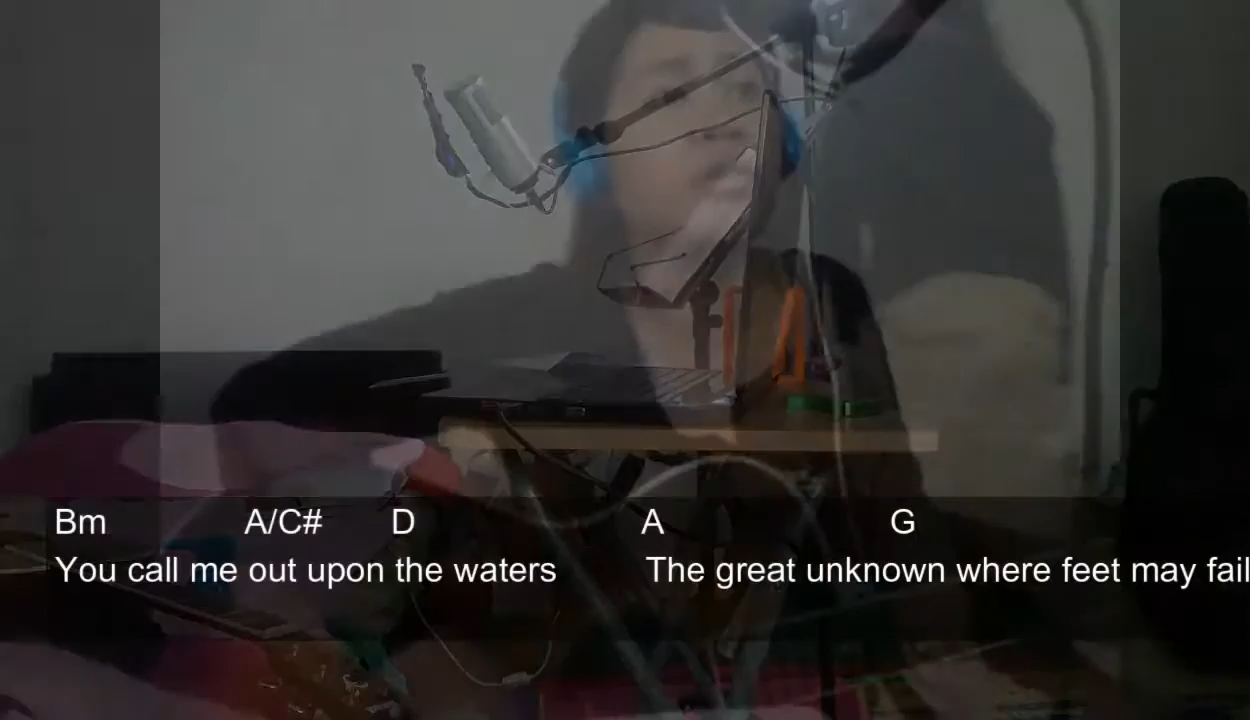 Bm A/C# D A G
You call me out upon the waters The great unknown where feet may fail